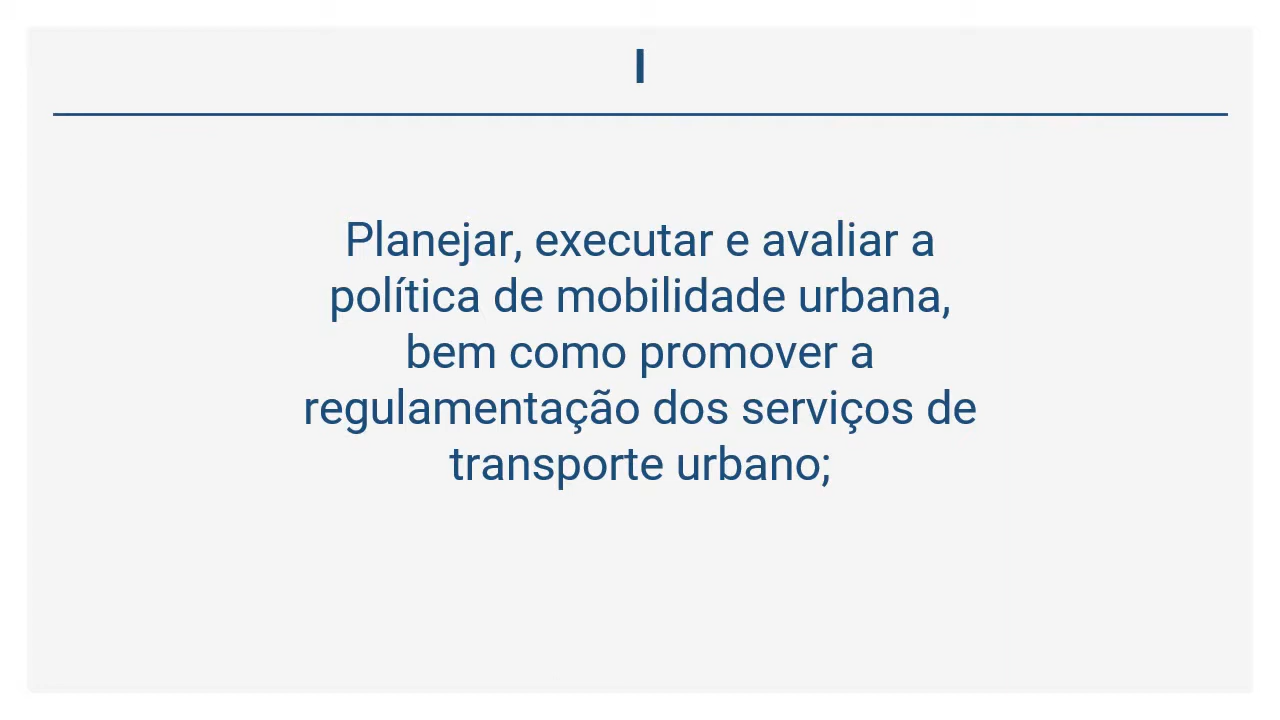 I
Planejar, executar e avaliar a
política de mobilidade urbana,
bem como promover a
regulamentação dos serviços de
transporte urbano;